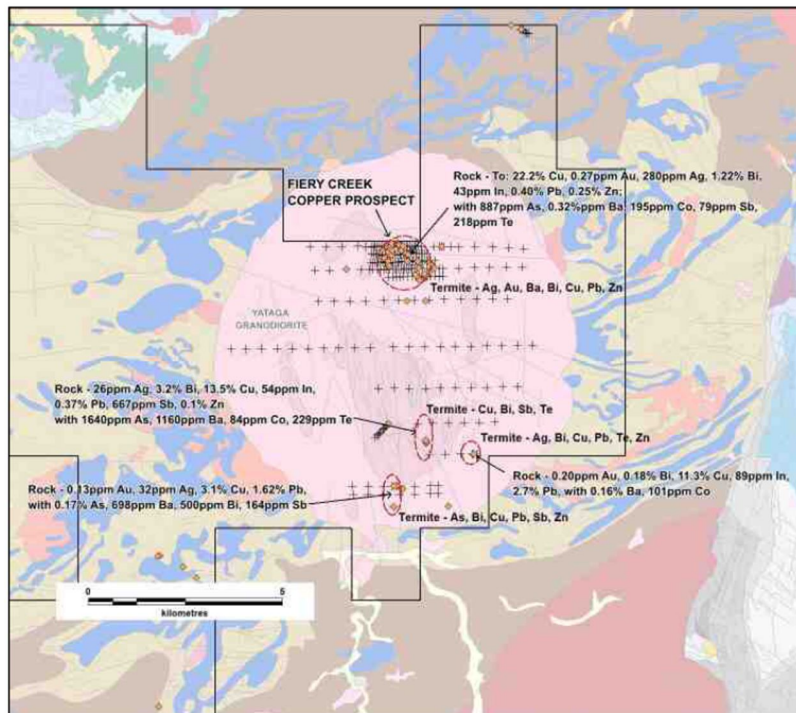 Rock - To: 22.2% Cu, 0.27ppm Au, 280ppm Ag, 1.22% Bi,
43ppm In, 0.40% Pb, 0.25% Zn;
with 887ppm As, 0.32%ppm Ba, 195ppm Co, 79ppm Sb,
218ppm Te
FIERY CREEK
COPPER PROSPECT
Termite - Ag, Au, Ba, Bi, Cu, Pb, Zn
YATAGA
GRANODIORITE
Rock - 26ppm Ag, 3.2% Bi, 13.5% Cu, 54ppm In,
0.37% Pb, 667ppm Sb, 0.1% Zn
with 1640ppm As, 1160ppm Ba, 84ppm Co, 229ppm Te
Termite - Cu, Bi, Sb, Te
Termite - Ag, Bi, Cu, Pb, Te, Zn
Rock - 0.20ppm Au, 0.18% Bi, 11.3% Cu, 89ppm In,
2.7% Pb, with 0.16% Ba, 101ppm Co
Rock - 0.13ppm Au, 32ppm Ag, 3.1% Cu, 1.62% Pb,
with 0.17% As, 698ppm Ba, 500ppm Bi, 164ppm Sb
Termite - As, Bi, Cu, Pb, Sb, Zn
0 5
kilometres